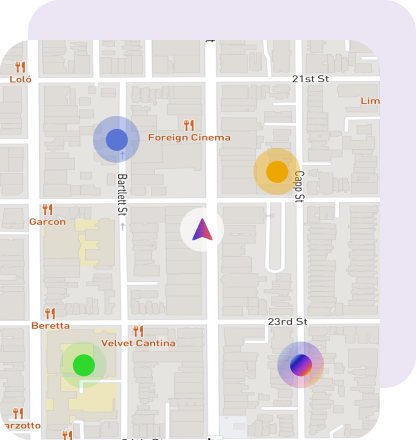 21st St
Loló
Lim
Foreign Cinema
Bartlett St
Capp St
Garcon
23rd St
Beretta
Velvet Cantina
arzotto